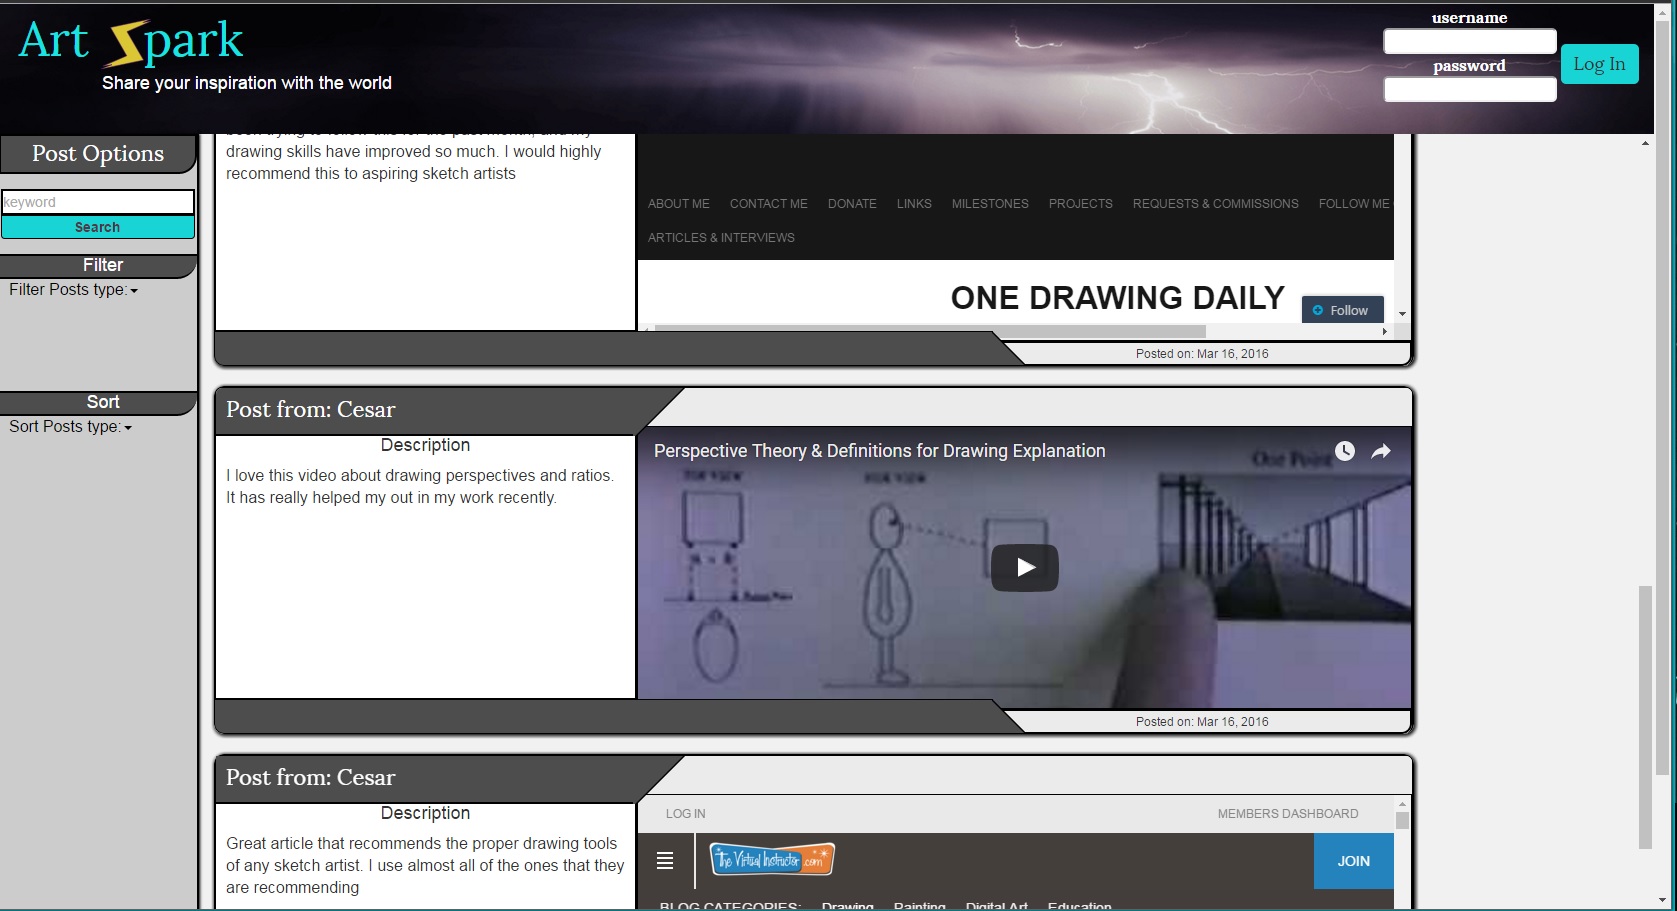 Art Spark
Share your inspiration with the world
username
password
Log In
Post Options
keyword
Search
Filter
Filter Posts type:
Sort
Sort Posts type:
drawing skills have improved so much. I would highly
recommend this to aspiring sketch artists
ABOUT ME CONTACT ME DONATE LINKS MILESTONES PROJECTS REQUESTS & COMMISSIONS FOLLOW ME
ARTICLES & INTERVIEWS
ONE DRAWING DAILY
Follow
Posted on: Mar 16, 2016
Post from: Cesar
Description
I love this video about drawing perspectives and ratios.
It has really helped my out in my work recently.
Perspective Theory & Definitions for Drawing Explanation
One Point
Posted on: Mar 16, 2016
Post from: Cesar
Description
Great article that recommends the proper drawing tools
of any sketch artist. I use almost all of the ones that they
are recommending
LOG IN
MEMBERS DASHBOARD
The Virtual Instructor.com
JOIN
BLOG CATEGORIES: Drawing Painting Digital Art Education